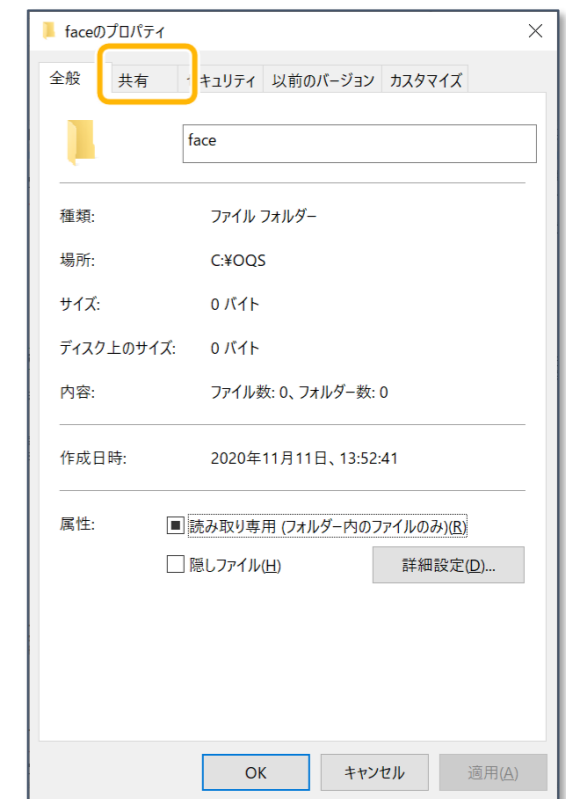 faceのプロパティ
全般 共有 セキュリティ 以前のバージョン カスタマイズ
face
種類: ファイル フォルダー
場所: C:¥OQS
サイズ: 0 バイト
ディスク上のサイズ: 0 バイト
内容: ファイル数: 0、フォルダー数: 0
作成日時: 2020年11月11日、13:52:41
属性: 読み取り専用 (フォルダー内のファイルのみ)(R)
隠しファイル(H) 詳細設定(D)...
OK キャンセル 適用(A)